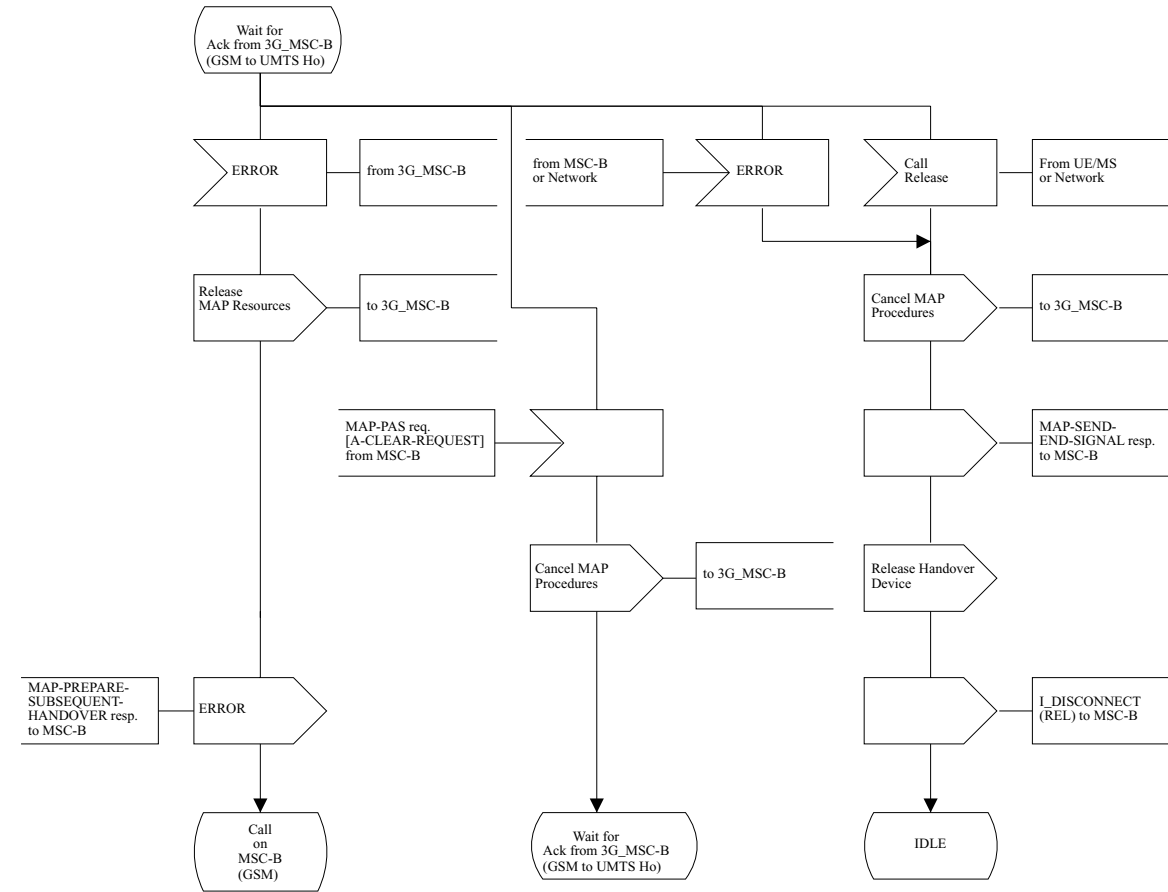 Wait for
Ack from 3G_MSC-B
(GSM to UMTS Ho)
ERROR
from 3G_MSC-B
from MSC-B
or Network
ERROR
Call
Release
From UE/MS
or Network
Release
MAP Resources
to 3G_MSC-B
Cancel MAP
Procedures
to 3G_MSC-B
MAP-PAS req.
[A-CLEAR-REQUEST]
from MSC-B
MAP-SEND-
END-SIGNAL resp.
to MSC-B
Cancel MAP
Procedures
to 3G_MSC-B
Release Handover
Device
MAP-PREPARE-
SUBSEQUENT-
HANDOVER resp.
to MSC-B
ERROR
I_DISCONNECT
(REL) to MSC-B
Call
on
MSC-B
(GSM)
Wait for
Ack from 3G_MSC-B
(GSM to UMTS Ho)
IDLE